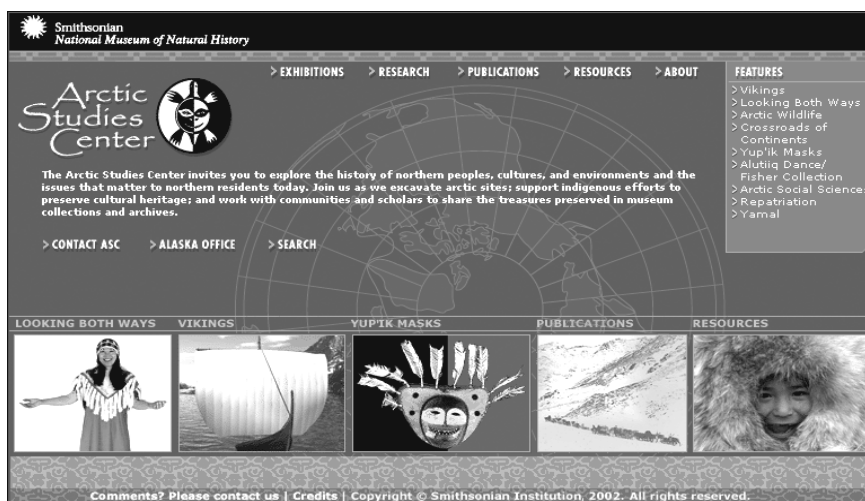 Smithsonian
National Museum of Natural History
> EXHIBITIONS > RESEARCH > PUBLICATIONS > RESOURCES > ABOUT
Arctic
Studies
Center
The Arctic Studies Center invites you to explore the history of northern peoples, cultures, and environments and the
issues that matter to northern residents today. Join us as we excavate arctic sites; support indigenous efforts to
preserve cultural heritage; and work with communities and scholars to share the treasures preserved in museum
collections and archives.
> CONTACT ASC > ALASKA OFFICE > SEARCH
FEATURES
> Vikings
> Looking Both Ways
> Arctic Wildlife
> Crossroads of
Continents
> Yup'ik Masks
> Alutiiq Dance/
Fisher Collection
> Arctic Social Sciences
> Repatriation
> Yamal
LOOKING BOTH WAYS VIKINGS YUP'IK MASKS PUBLICATIONS RESOURCES
Comments? Please contact us | Credits | Copyright © Smithsonian Institution, 2002. All rights reserved.